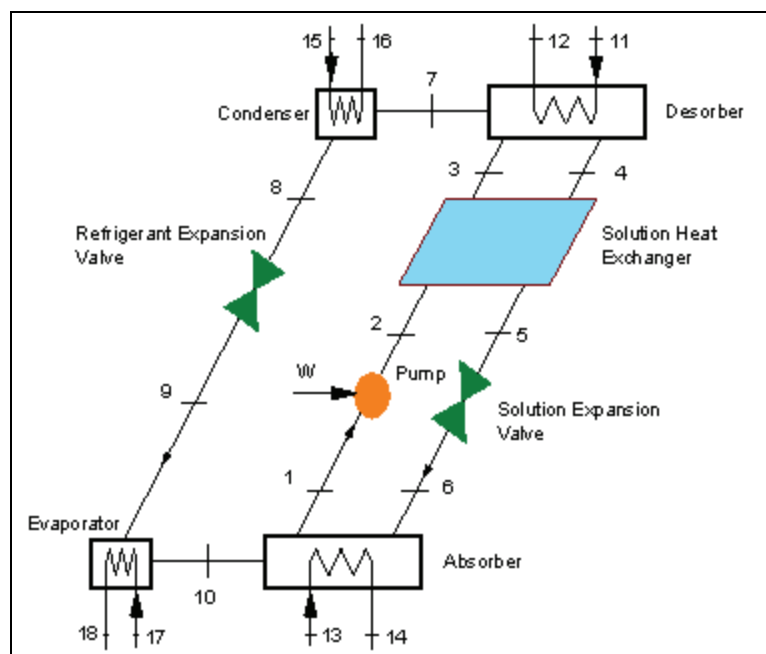 15 16 12 11
7
Condenser
Desorber
3 4
8
Refrigerant Expansion
Valve
Solution Heat
Exchanger
2 5
W Pump
9
Solution Expansion
Valve
1 6
Evaporator
Absorber
10
18 17 13 14